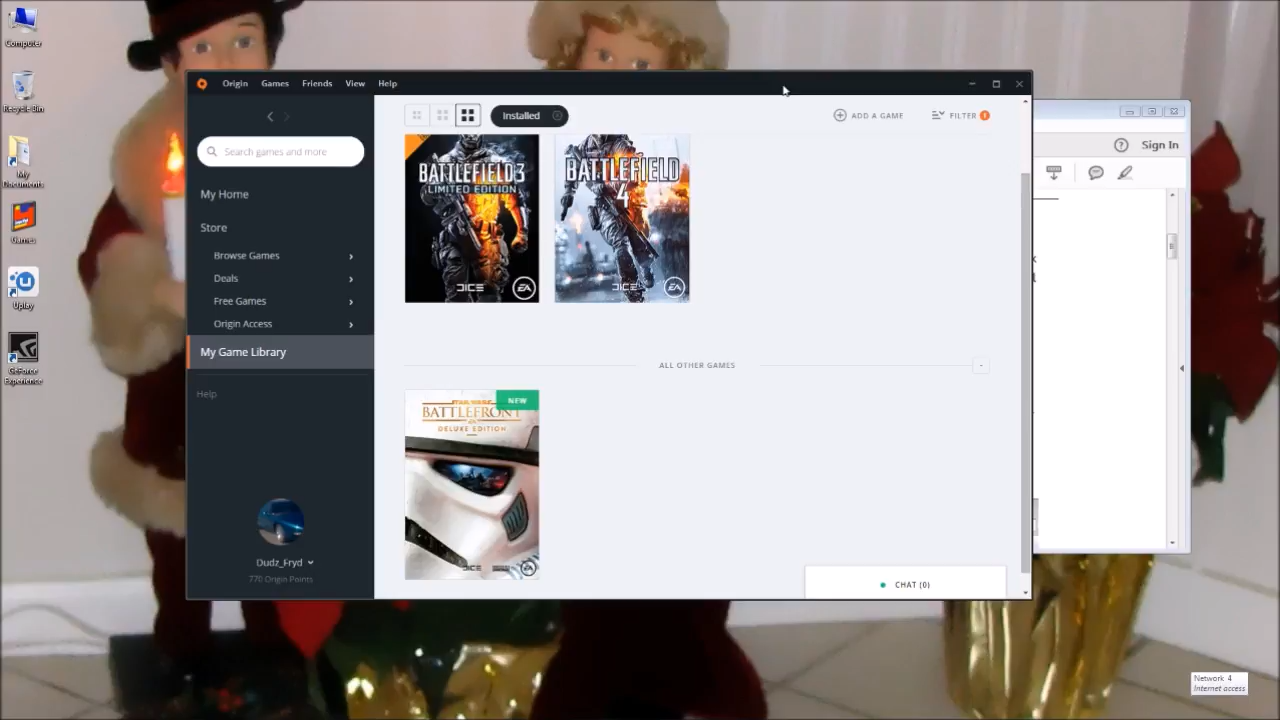 Computer
Recycle Bin
My Documents
Games
Uplay
GeForce Experience
Origin Games Friends View Help
Search games and more
My Home
Store
Browse Games
Deals
Free Games
Origin Access
My Game Library
Help
Dudz_Fryd
770 Origin Points
Installed
ADD A GAME
FILTER 1
BATTLEFIELD 3
LIMITED EDITION
DICE EA
BATTLEFIELD
4
DICE EA
ALL OTHER GAMES
NEW
STAR WARS
BATTLEFRONT
DELUXE EDITION
DICE EA
CHAT (0)
Sign In
Network 4
Internet access